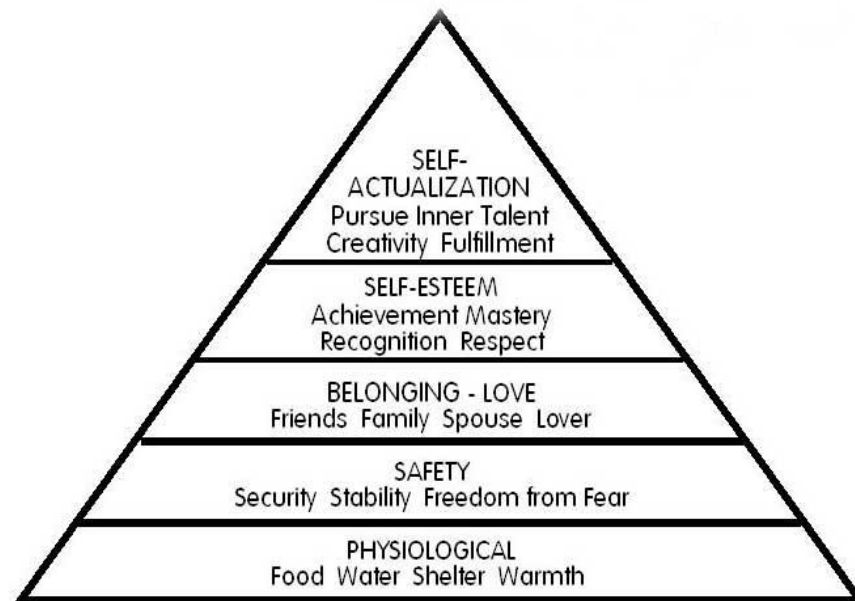 SELF-
ACTUALIZATION
Pursue Inner Talent
Creativity Fulfillment
SELF-ESTEEM
Achievement Mastery
Recognition Respect
BELONGING - LOVE
Friends Family Spouse Lover
SAFETY
Security Stability Freedom from Fear
PHYSIOLOGICAL
Food Water Shelter Warmth